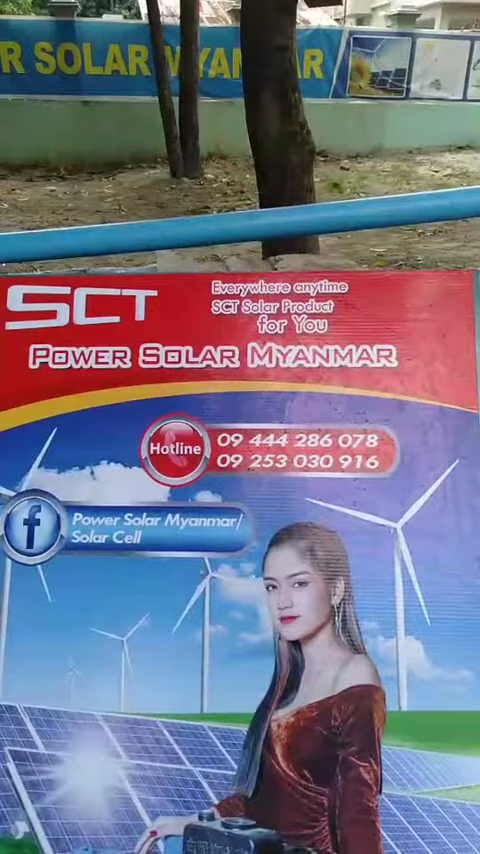 R SOLAR MYANMAR
SCT
Everywhere anytime
SCT Solar Product
for You
POWER SOLAR MYANMAR
Hotline
09 444 286 078
09 253 030 916
f
Power Solar Myanmar/
Solar Cell